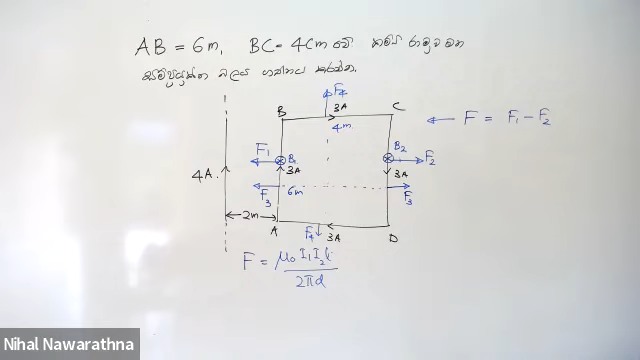 AB = 6m, BC = 4cm වේ. කම්බි රාමුව මත
සම්ප්‍රයුක්ත බලය ගණනය කරන්න.
F4
3A
B
C
4m
F = F1 - F2
F1
B1
B2
F2
4A.
3A
3A
F3
6m
F3
2m
A
F4
3A
D
F = μ0 I1 I2 l / 2πd
Nihal Nawarathna